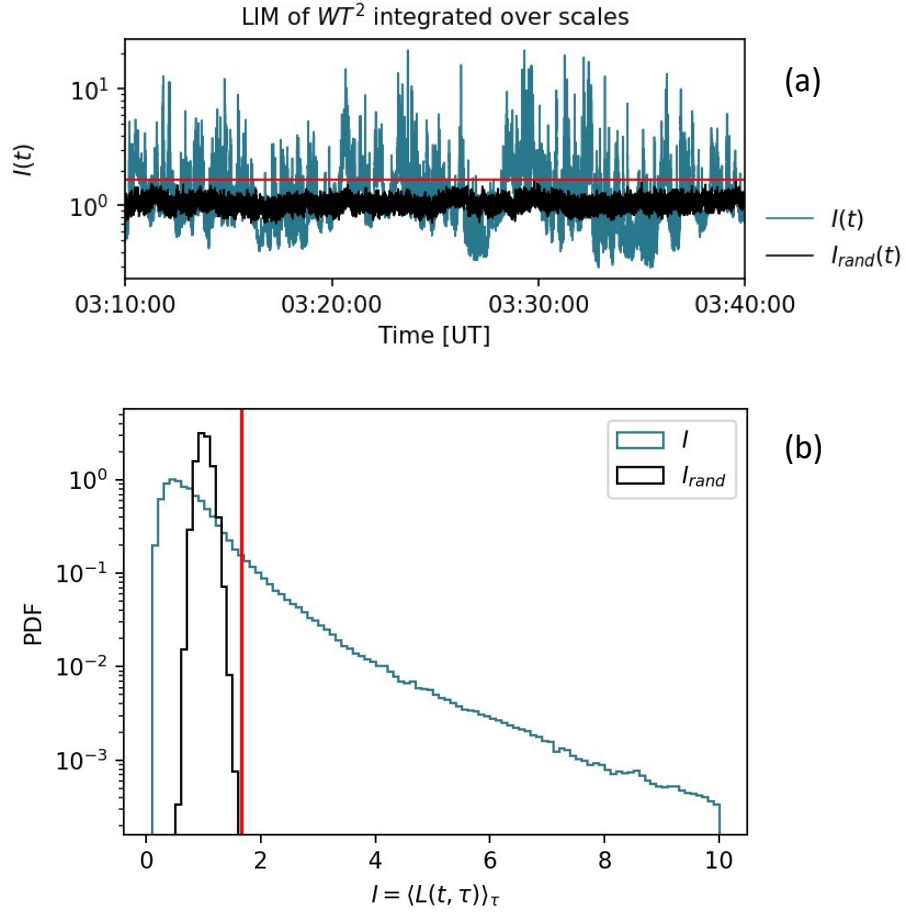 LIM of WT² integrated over scales
(a)
10¹
10⁰
I(t)
I(t)
I_rand(t)
03:10:00 03:20:00 03:30:00 03:40:00
Time [UT]
(b)
I
I_rand
10⁰
10⁻¹
10⁻²
10⁻³
PDF
0 2 4 6 8 10
I = ⟨L(t, τ)⟩_τ